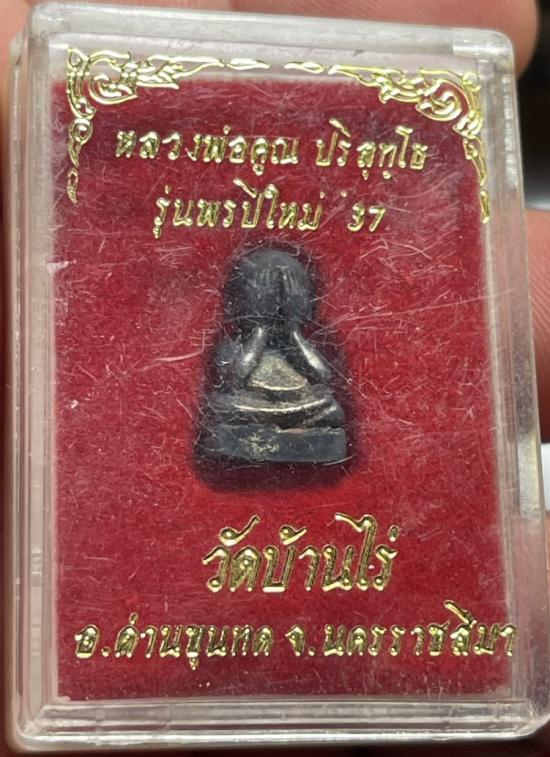 หลวงพ่อคูณ ปริสุทฺโธ
รุ่นพรปีใหม่ '37
วัดบ้านไร่
อ.ด่านขุนทด จ.นครราชสีมา